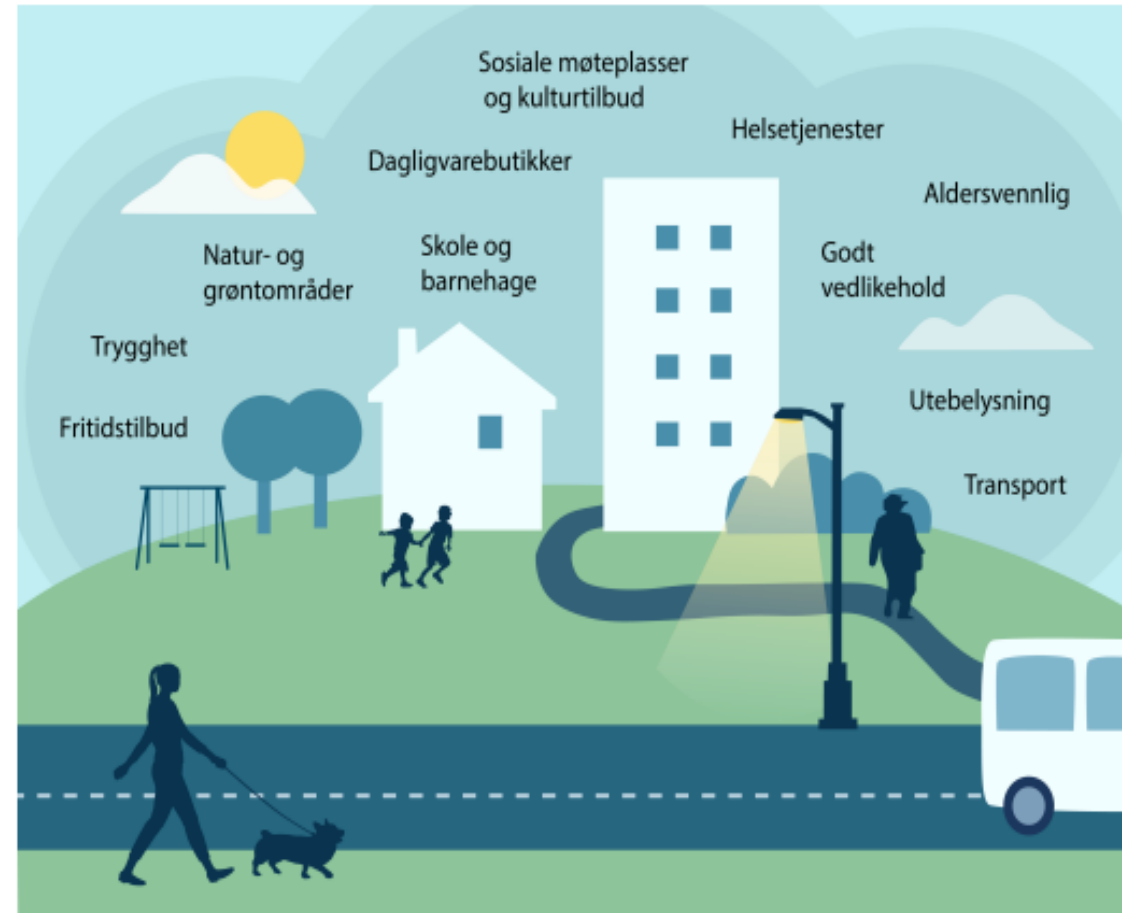 Sosiale møteplasser
og kulturtilbud
Helsetjenester
Dagligvarebutikker
Aldersvennlig
Natur- og
grøntområder
Skole og
barnehage
Godt
vedlikehold
Trygghet
Utebelysning
Fritidstilbud
Transport